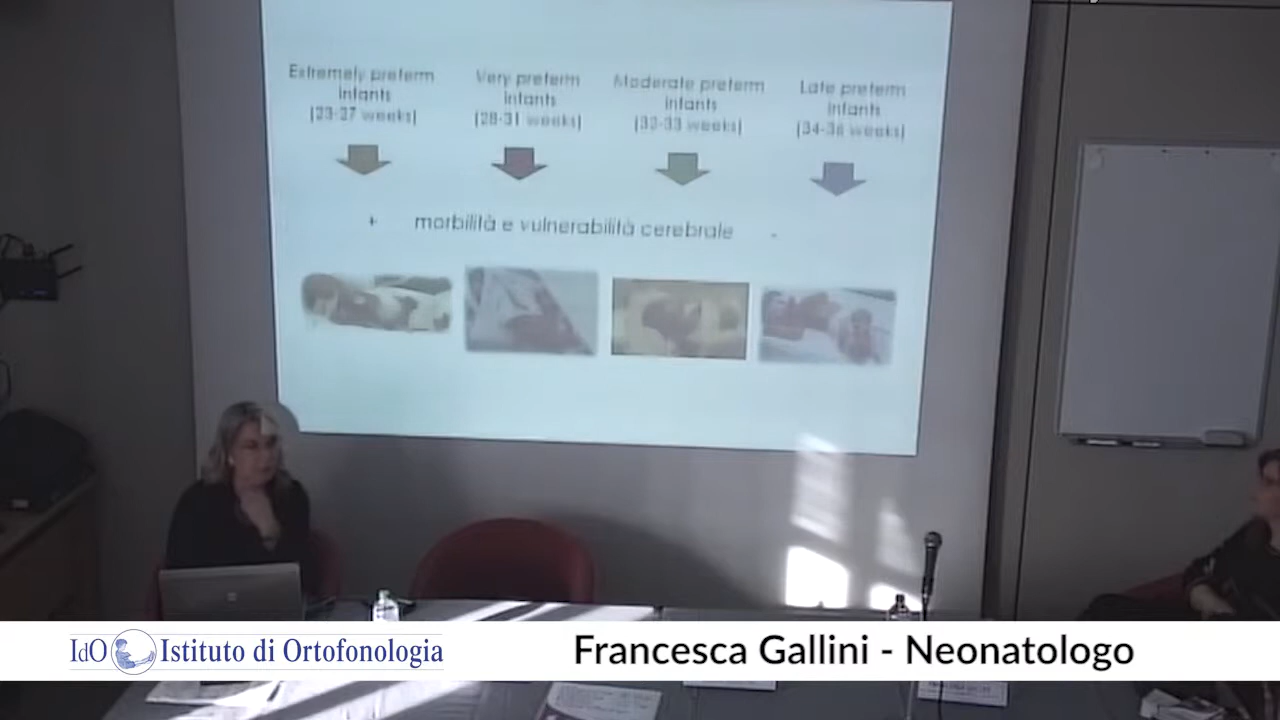 Extremely preterm
infants
(23-27 weeks)
Very preterm
infants
(28-31 weeks)
Moderate preterm
infants
(32-33 weeks)
Late preterm
infants
(34-36 weeks)
+ morbilità e vulnerabilità cerebrale -
IdO Istituto di Ortofonologia
Francesca Gallini - Neonatologo